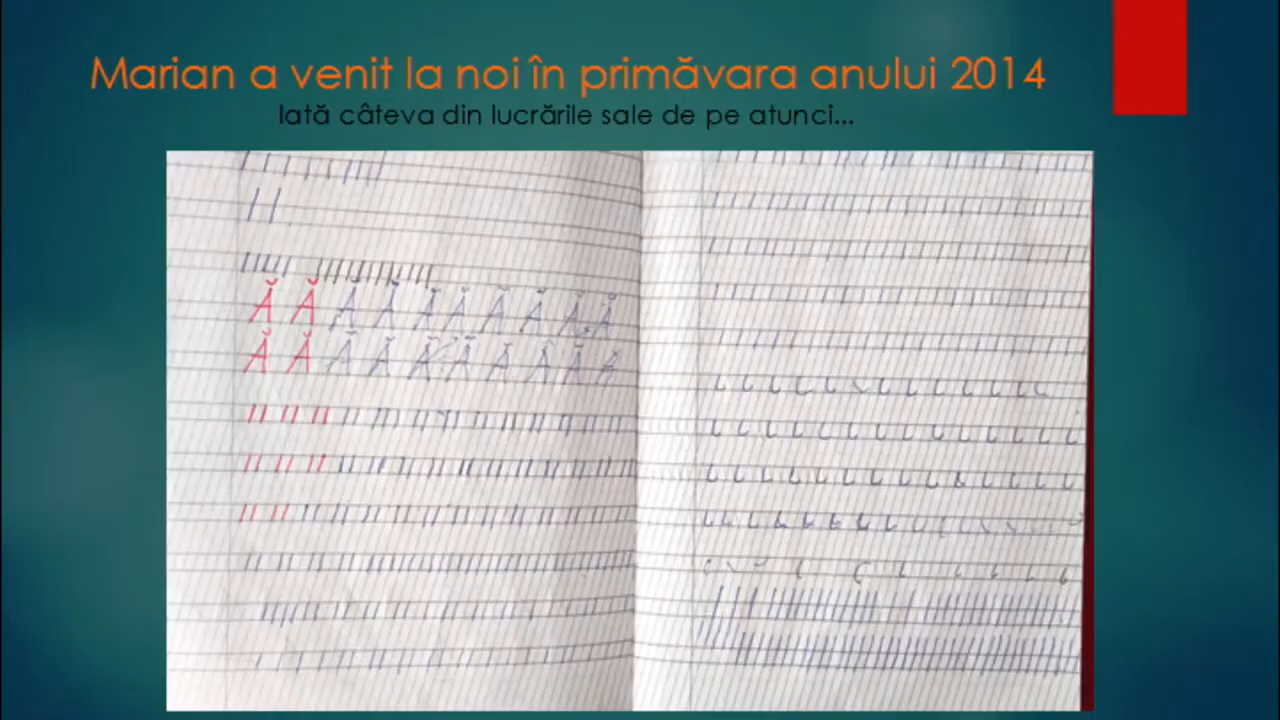 Marian a venit la noi în primăvara anului 2014
Iată câteva din lucrările sale de pe atunci...
Ă Ă Ă Ă Ă Ă Ă Ă Ă Ă
Ă Ă Ă Ă Ă Ă Ă Ă Ă Ă